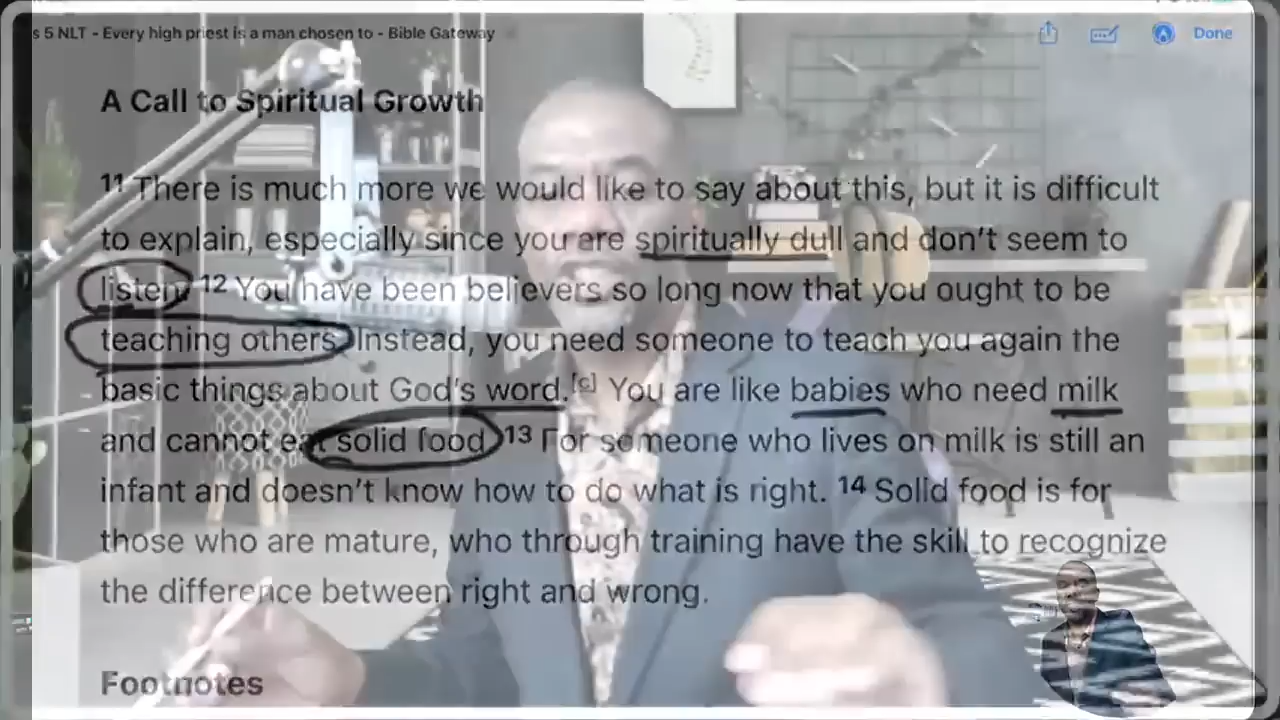 s 5 NLT - Every high priest is a man chosen to - Bible Gateway
Done
A Call to Spiritual Growth
11 There is much more we would like to say about this, but it is difficult
to explain, especially since you are spiritually dull and don't seem to
listen. 12 You have been believers so long now that you ought to be
teaching others. Instead, you need someone to teach you again the
basic things about God's word.[c] You are like babies who need milk
and cannot eat solid food. 13 For someone who lives on milk is still an
infant and doesn't know how to do what is right. 14 Solid food is for
those who are mature, who through training have the skill to recognize
the difference between right and wrong.
Footnotes